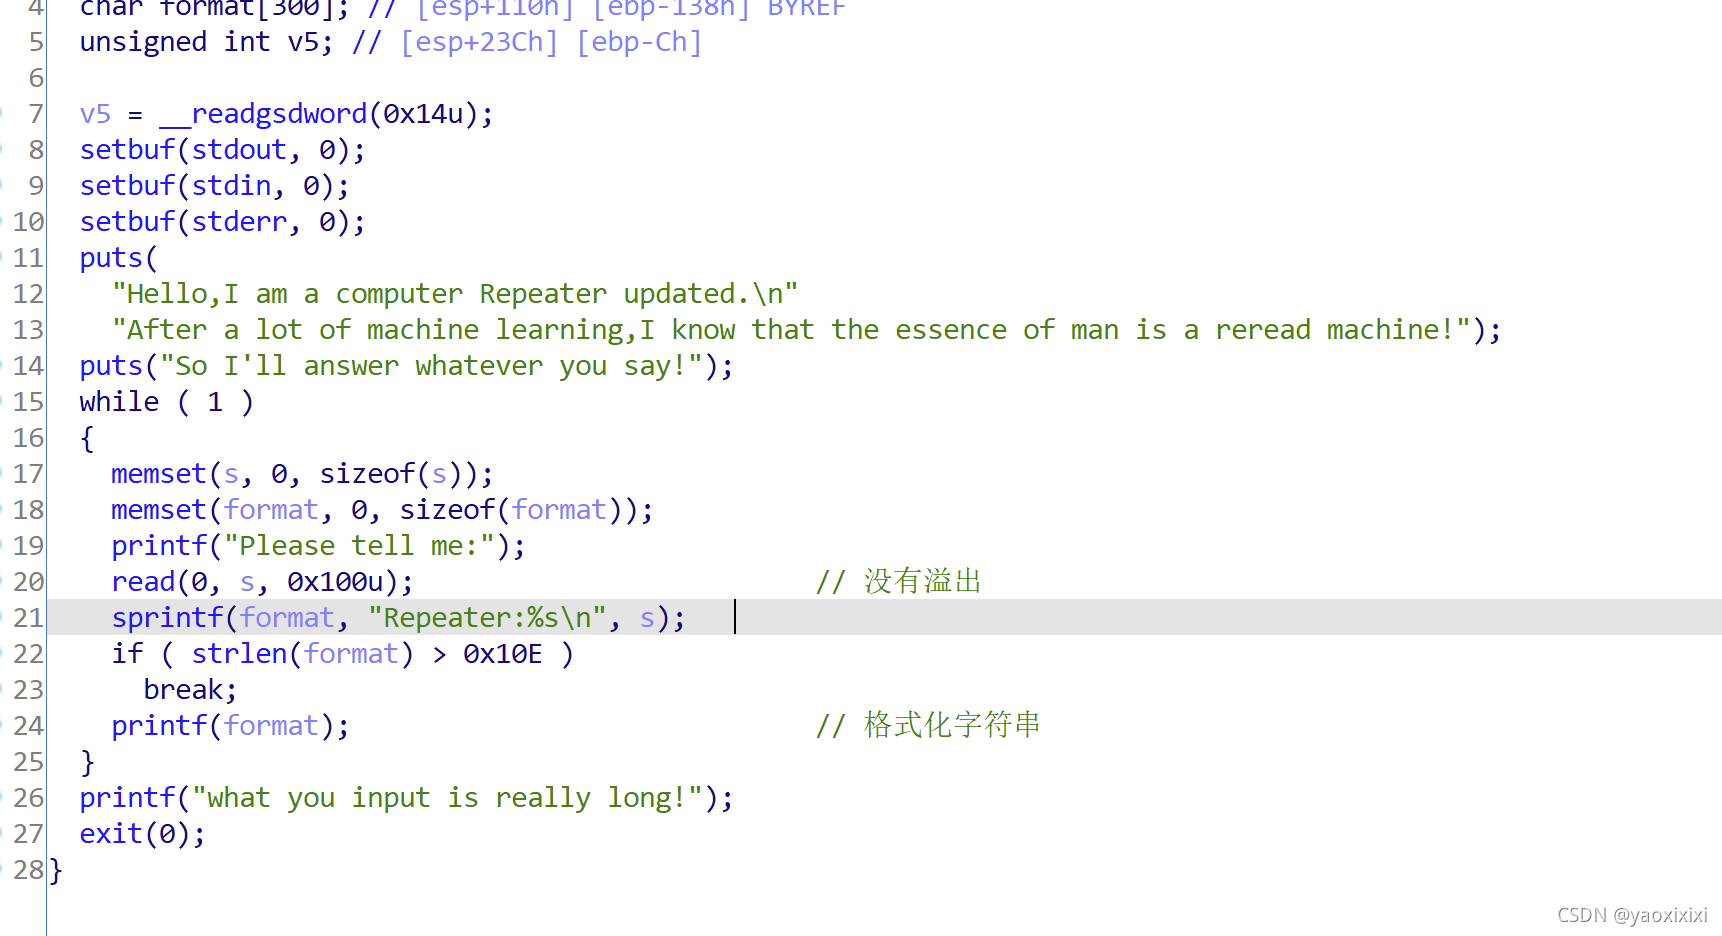 4 char format[300]; // [esp+110h] [ebp-138h] BYREF
5 unsigned int v5; // [esp+23Ch] [ebp-Ch]
6
7 v5 = __readgsdword(0x14u);
8 setbuf(stdout, 0);
9 setbuf(stdin, 0);
10 setbuf(stderr, 0);
11 puts(
12 "Hello,I am a computer Repeater updated.\n"
13 "After a lot of machine learning,I know that the essence of man is a reread machine!");
14 puts("So I'll answer whatever you say!");
15 while ( 1 )
16 {
17 memset(s, 0, sizeof(s));
18 memset(format, 0, sizeof(format));
19 printf("Please tell me:");
20 read(0, s, 0x100u); // 没有溢出
21 sprintf(format, "Repeater:%s\n", s);
22 if ( strlen(format) > 0x10E )
23 break;
24 printf(format); // 格式化字符串
25 }
26 printf("what you input is really long!");
27 exit(0);
28 }
CSDN @yaoxixixi